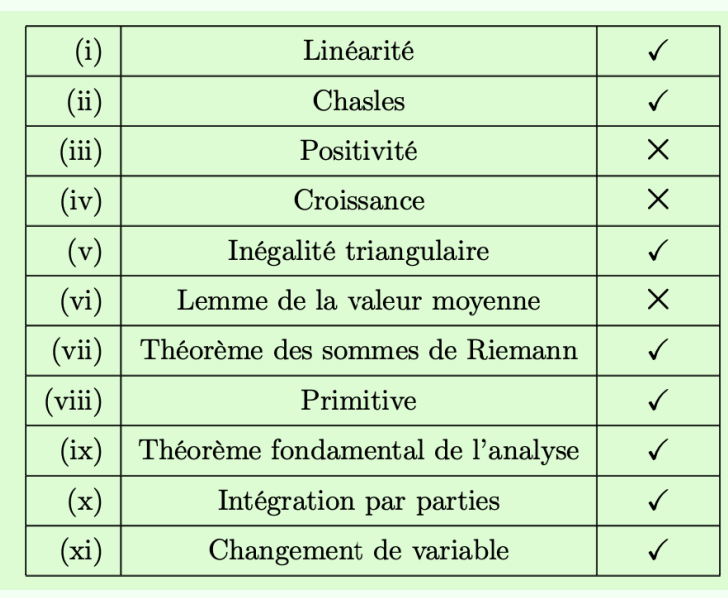 (i) Linéarité ✓
(ii) Chasles ✓
(iii) Positivité ×
(iv) Croissance ×
(v) Inégalité triangulaire ✓
(vi) Lemme de la valeur moyenne ×
(vii) Théorème des sommes de Riemann ✓
(viii) Primitive ✓
(ix) Théorème fondamental de l'analyse ✓
(x) Intégration par parties ✓
(xi) Changement de variable ✓